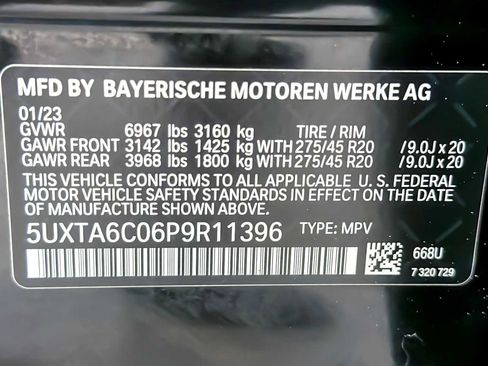 MFD BY BAYERISCHE MOTOREN WERKE AG
01/23
GVWR 6967 lbs 3160 kg TIRE / RIM
GAWR FRONT 3142 lbs 1425 kg WITH 275/45 R20 /9.0J x 20
GAWR REAR 3968 lbs 1800 kg WITH 275/45 R20 /9.0J x 20
THIS VEHICLE CONFORMS TO ALL APPLICABLE U. S. FEDERAL
MOTOR VEHICLE SAFETY STANDARDS IN EFFECT ON THE DATE
OF MANUFACTURE SHOWN ABOVE.
5UXTA6C06P9R11396 TYPE: MPV
668U
7 320 729